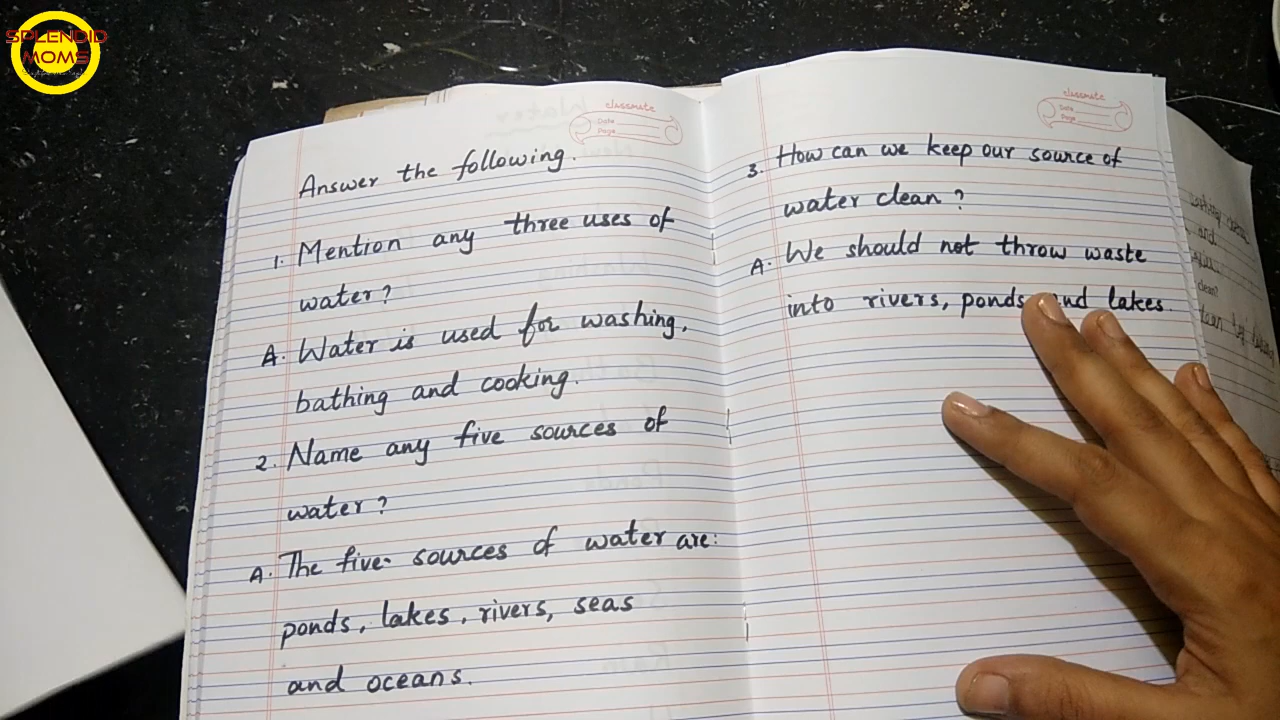 SPLENDID
MOMS
classmate
Date
Page
Answer the following.
1. Mention any three uses of
water?
A. Water is used for washing,
bathing and cooking.
2. Name any five sources of
water?
A. The five sources of water are:
ponds, lakes, rivers, seas
and oceans.
classmate
Date
Page
3. How can we keep our source of
water clean?
A. We should not throw waste
into rivers, ponds and lakes.